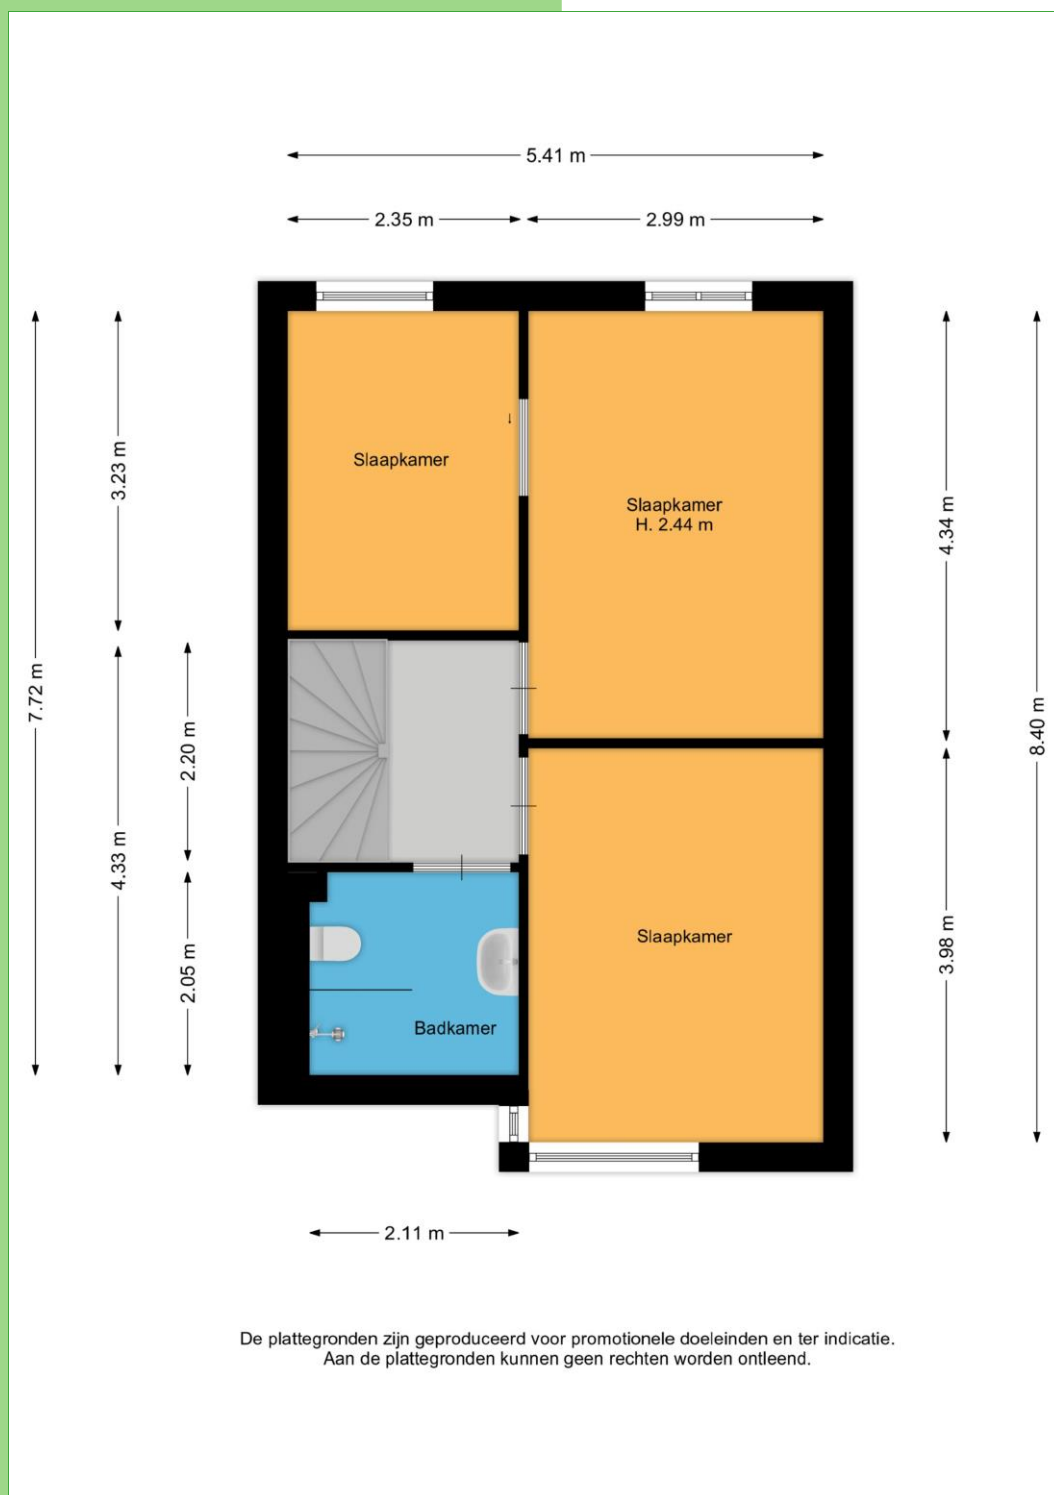 5.41 m
2.35 m
2.99 m
3.23 m
7.72 m
2.20 m
4.33 m
2.05 m
4.34 m
8.40 m
3.98 m
Slaapkamer
Slaapkamer
H. 2.44 m
Slaapkamer
Badkamer
2.11 m
De plattegronden zijn geproduceerd voor promotionele doeleinden en ter indicatie.
Aan de plattegronden kunnen geen rechten worden ontleend.